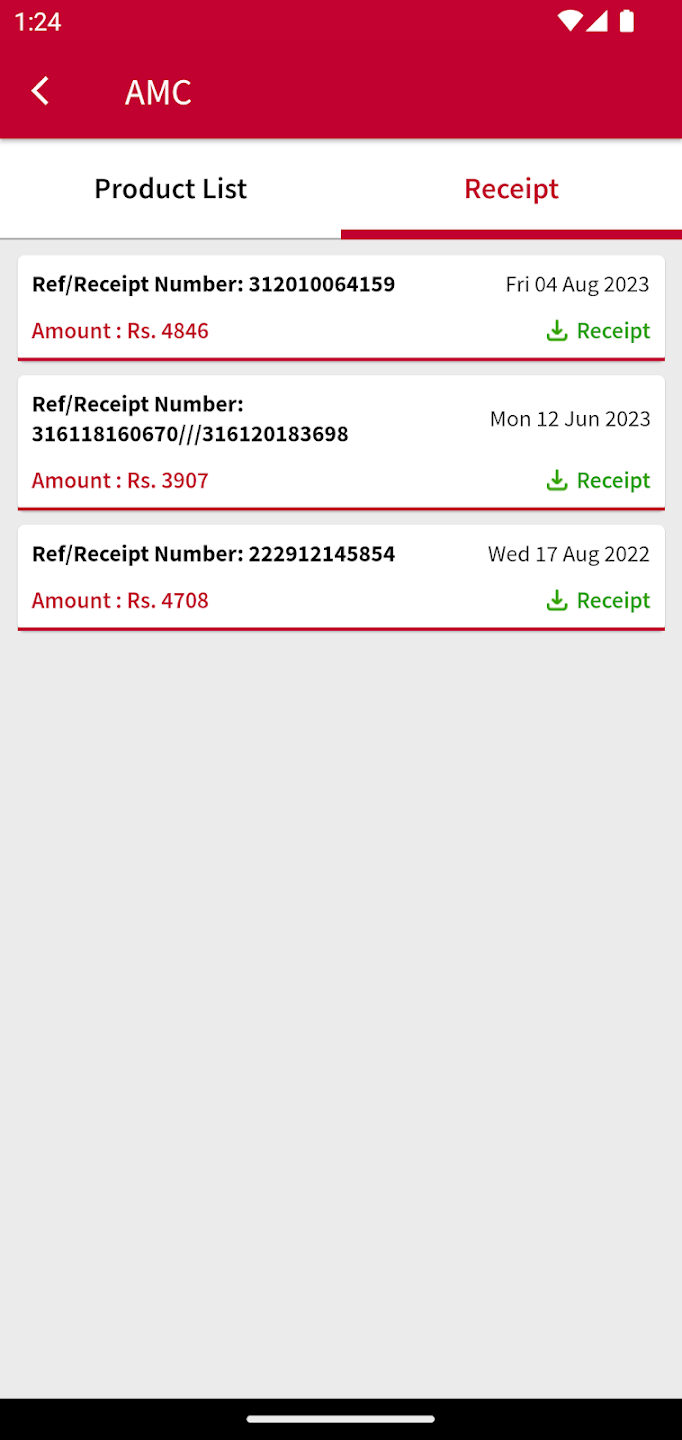 1:24
AMC
Product List
Receipt
Ref/Receipt Number: 312010064159
Fri 04 Aug 2023
Amount : Rs. 4846
Receipt
Ref/Receipt Number:
316118160670///316120183698
Mon 12 Jun 2023
Amount : Rs. 3907
Receipt
Ref/Receipt Number: 222912145854
Wed 17 Aug 2022
Amount : Rs. 4708
Receipt